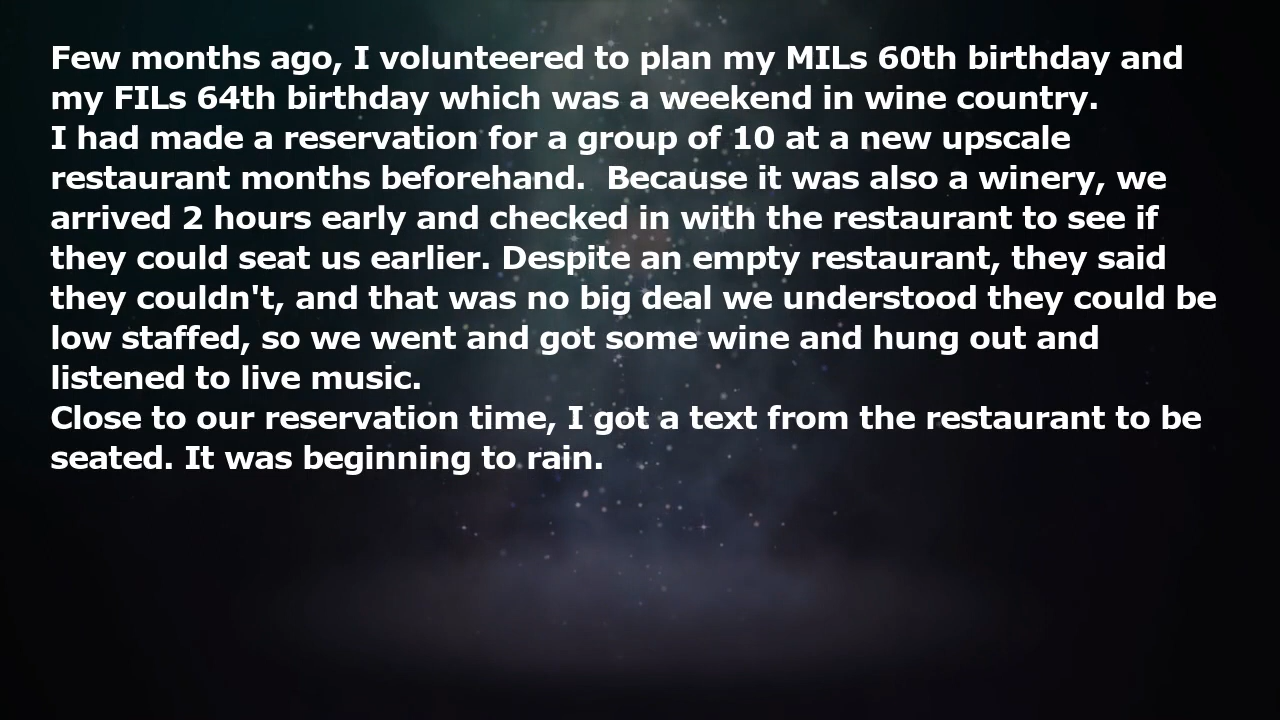 Few months ago, I volunteered to plan my MILs 60th birthday and
my FILs 64th birthday which was a weekend in wine country.
I had made a reservation for a group of 10 at a new upscale
restaurant months beforehand.  Because it was also a winery, we
arrived 2 hours early and checked in with the restaurant to see if
they could seat us earlier. Despite an empty restaurant, they said
they couldn't, and that was no big deal we understood they could be
low staffed, so we went and got some wine and hung out and
listened to live music.
Close to our reservation time, I got a text from the restaurant to be
seated. It was beginning to rain.